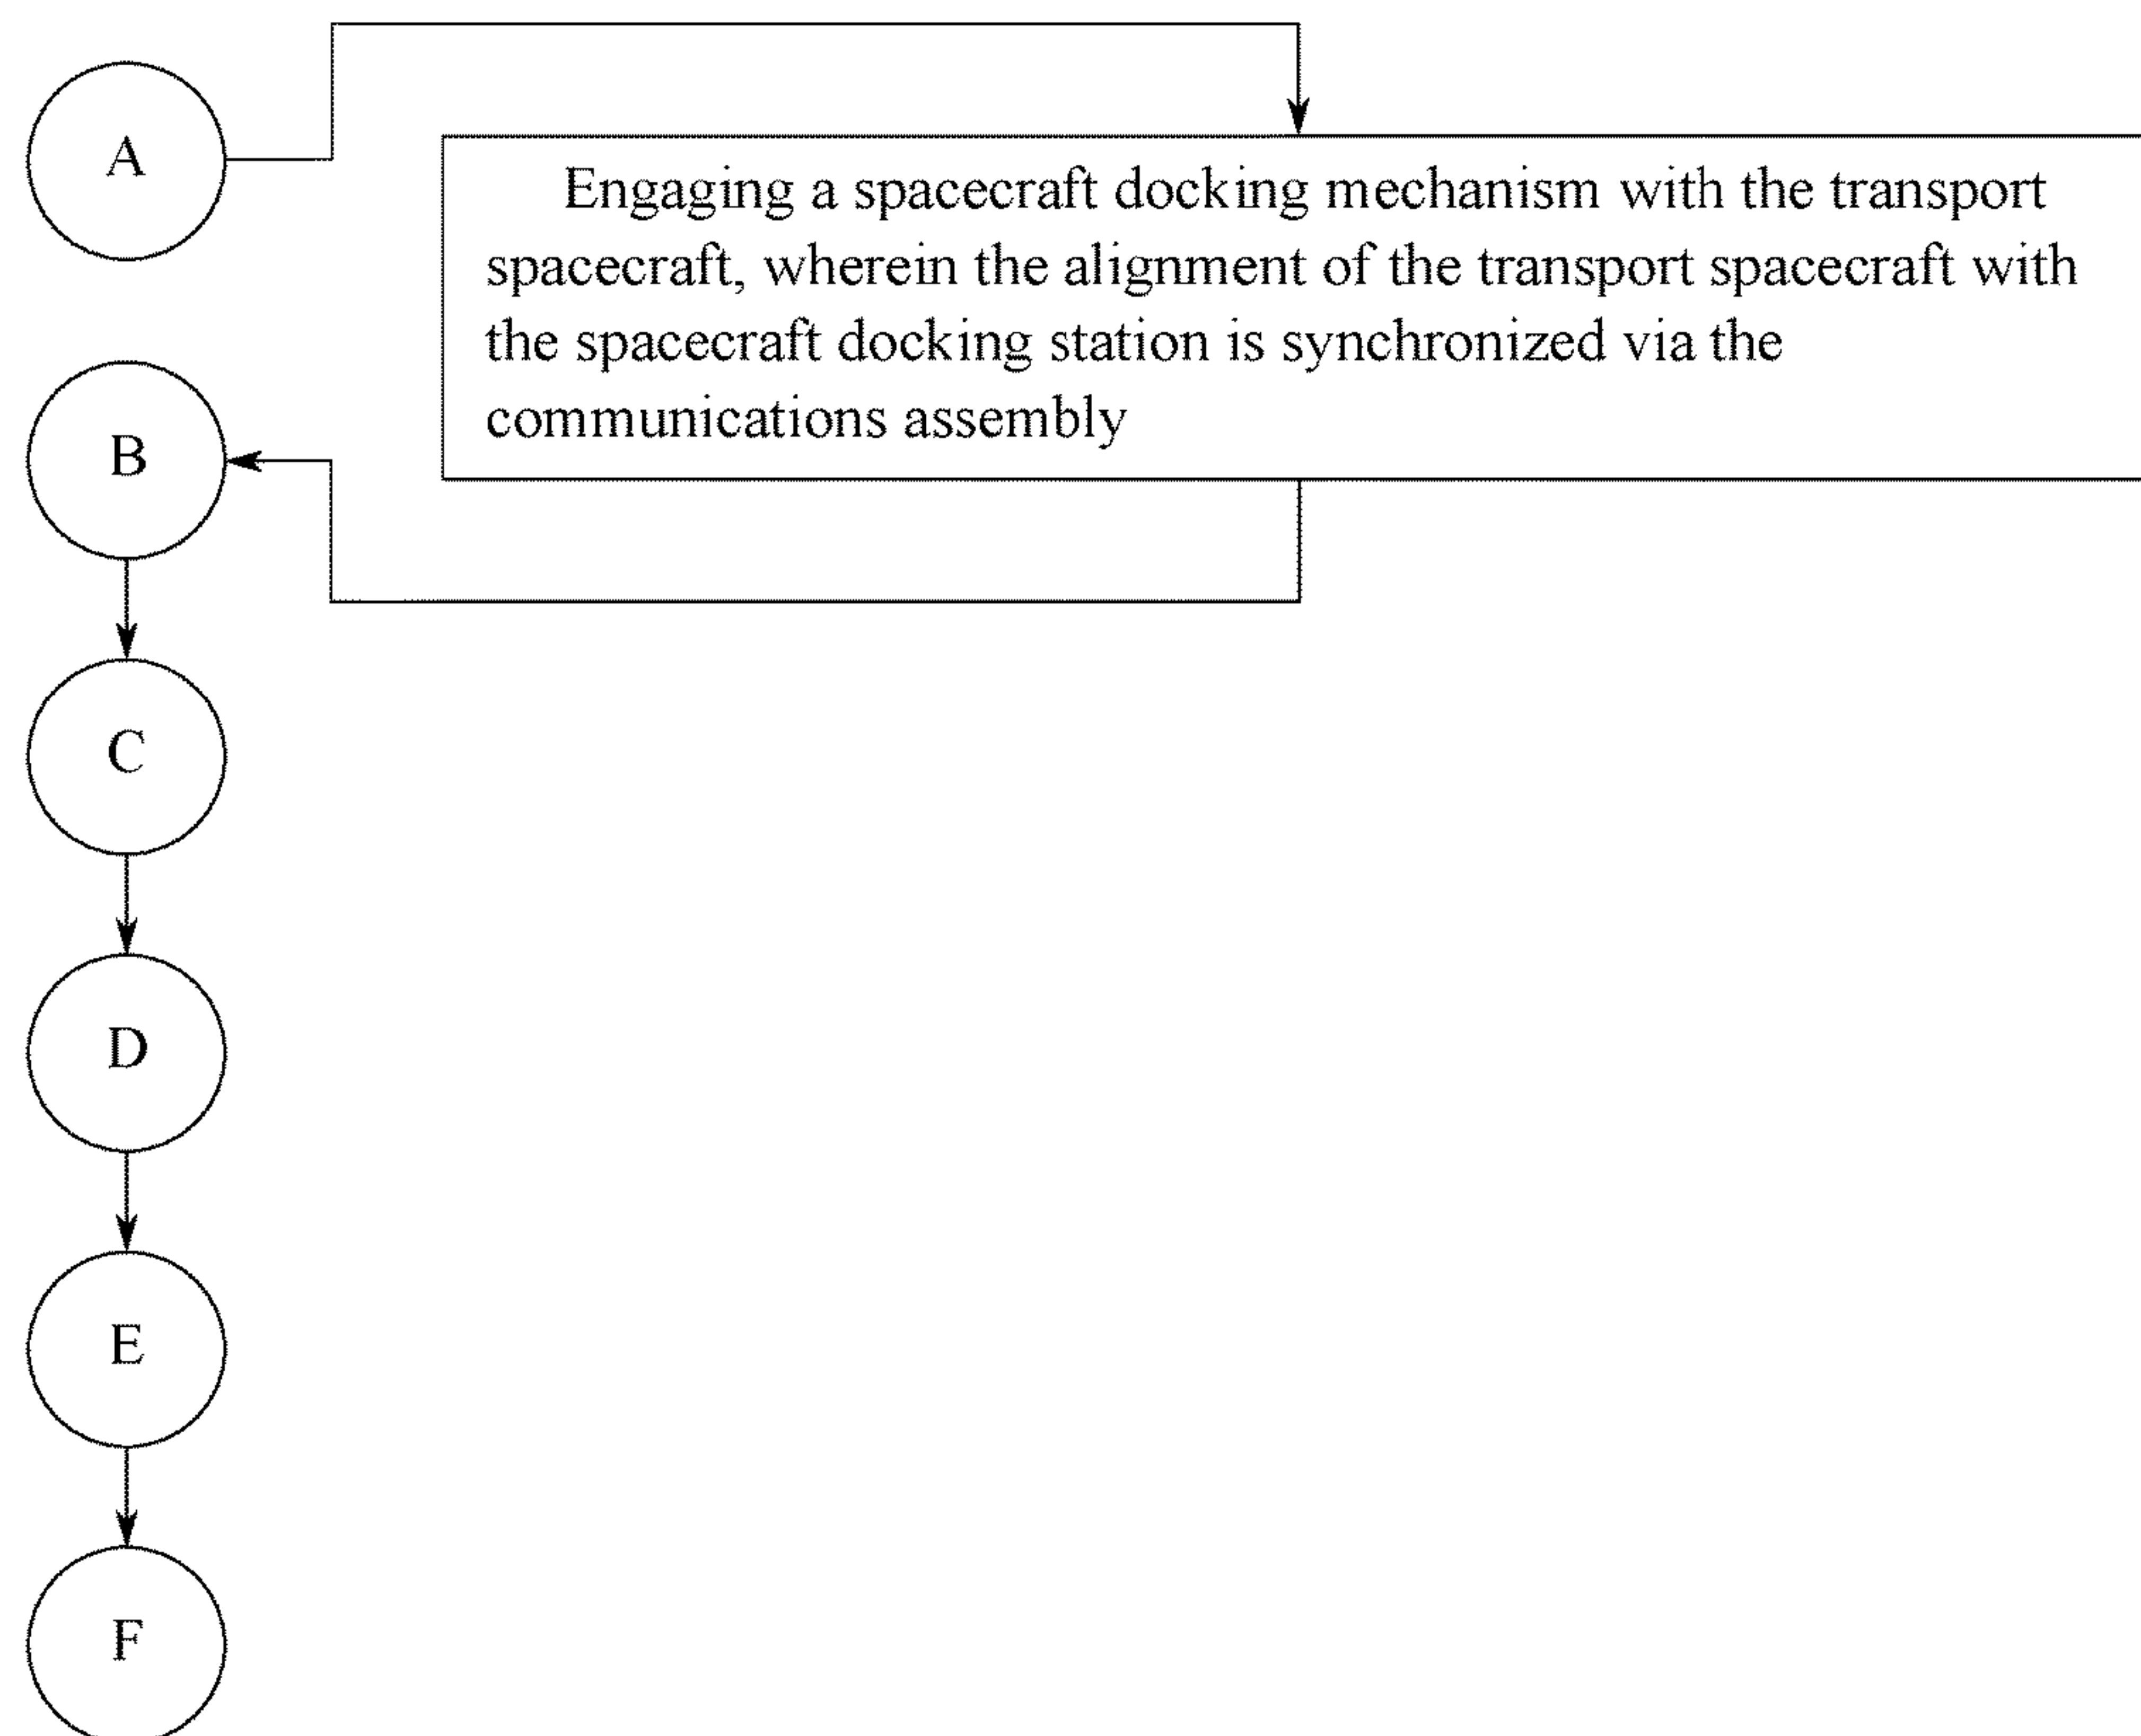 A
Engaging a spacecraft docking mechanism with the transport
spacecraft, wherein the alignment of the transport spacecraft with
the spacecraft docking station is synchronized via the
communications assembly
B
C
D
E
F